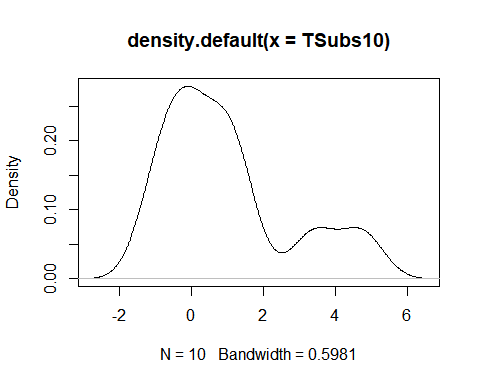 density.default(x = TSubs10)
Density
0.20
0.10
0.00
-2 0 2 4 6
N = 10 Bandwidth = 0.5981